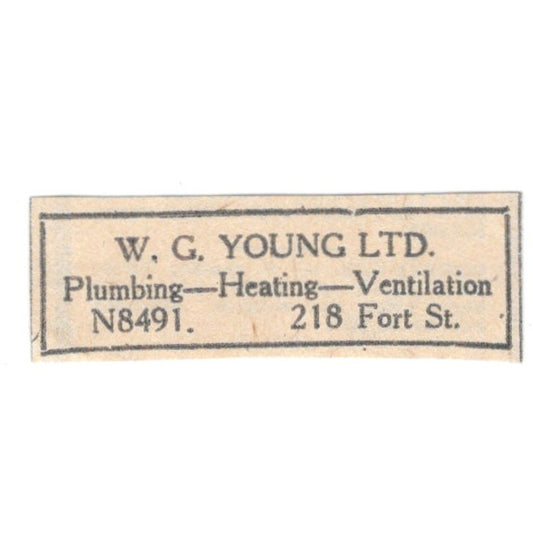 W. G. YOUNG LTD.
Plumbing—Heating—Ventilation
N8491. 218 Fort St.